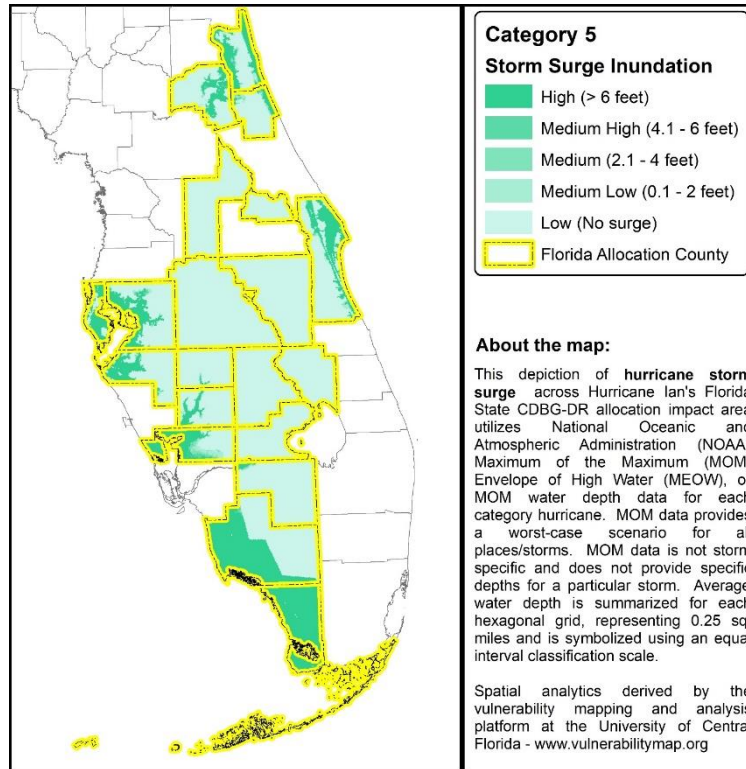 Category 5
Storm Surge Inundation
High (> 6 feet)
Medium High (4.1 - 6 feet)
Medium (2.1 - 4 feet)
Medium Low (0.1 - 2 feet)
Low (No surge)
Florida Allocation County
About the map:
This depiction of hurricane storm
surge across Hurricane Ian's Florida
State CDBG-DR allocation impact area
utilizes National Oceanic and
Atmospheric Administration (NOAA)
Maximum of the Maximum (MOM)
Envelope of High Water (MEOW), or
MOM water depth data for each
category hurricane. MOM data provides
a worst-case scenario for all
places/storms. MOM data is not storm
specific and does not provide specific
depths for a particular storm. Average
water depth is summarized for each
hexagonal grid, representing 0.25 sq
miles and is symbolized using an equal
interval classification scale.
Spatial analytics derived by the
vulnerability mapping and analysis
platform at the University of Central
Florida - www.vulnerabilitymap.org